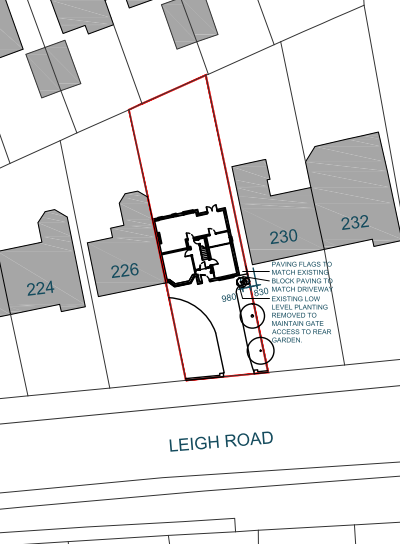 232
230
226
224
PAVING FLAGS TO
MATCH EXISTING
BLOCK PAVING TO
MATCH DRIVEWAY
EXISTING LOW
LEVEL PLANTING
REMOVED TO
MAINTAIN GATE
ACCESS TO REAR
GARDEN.
980
830
LEIGH ROAD